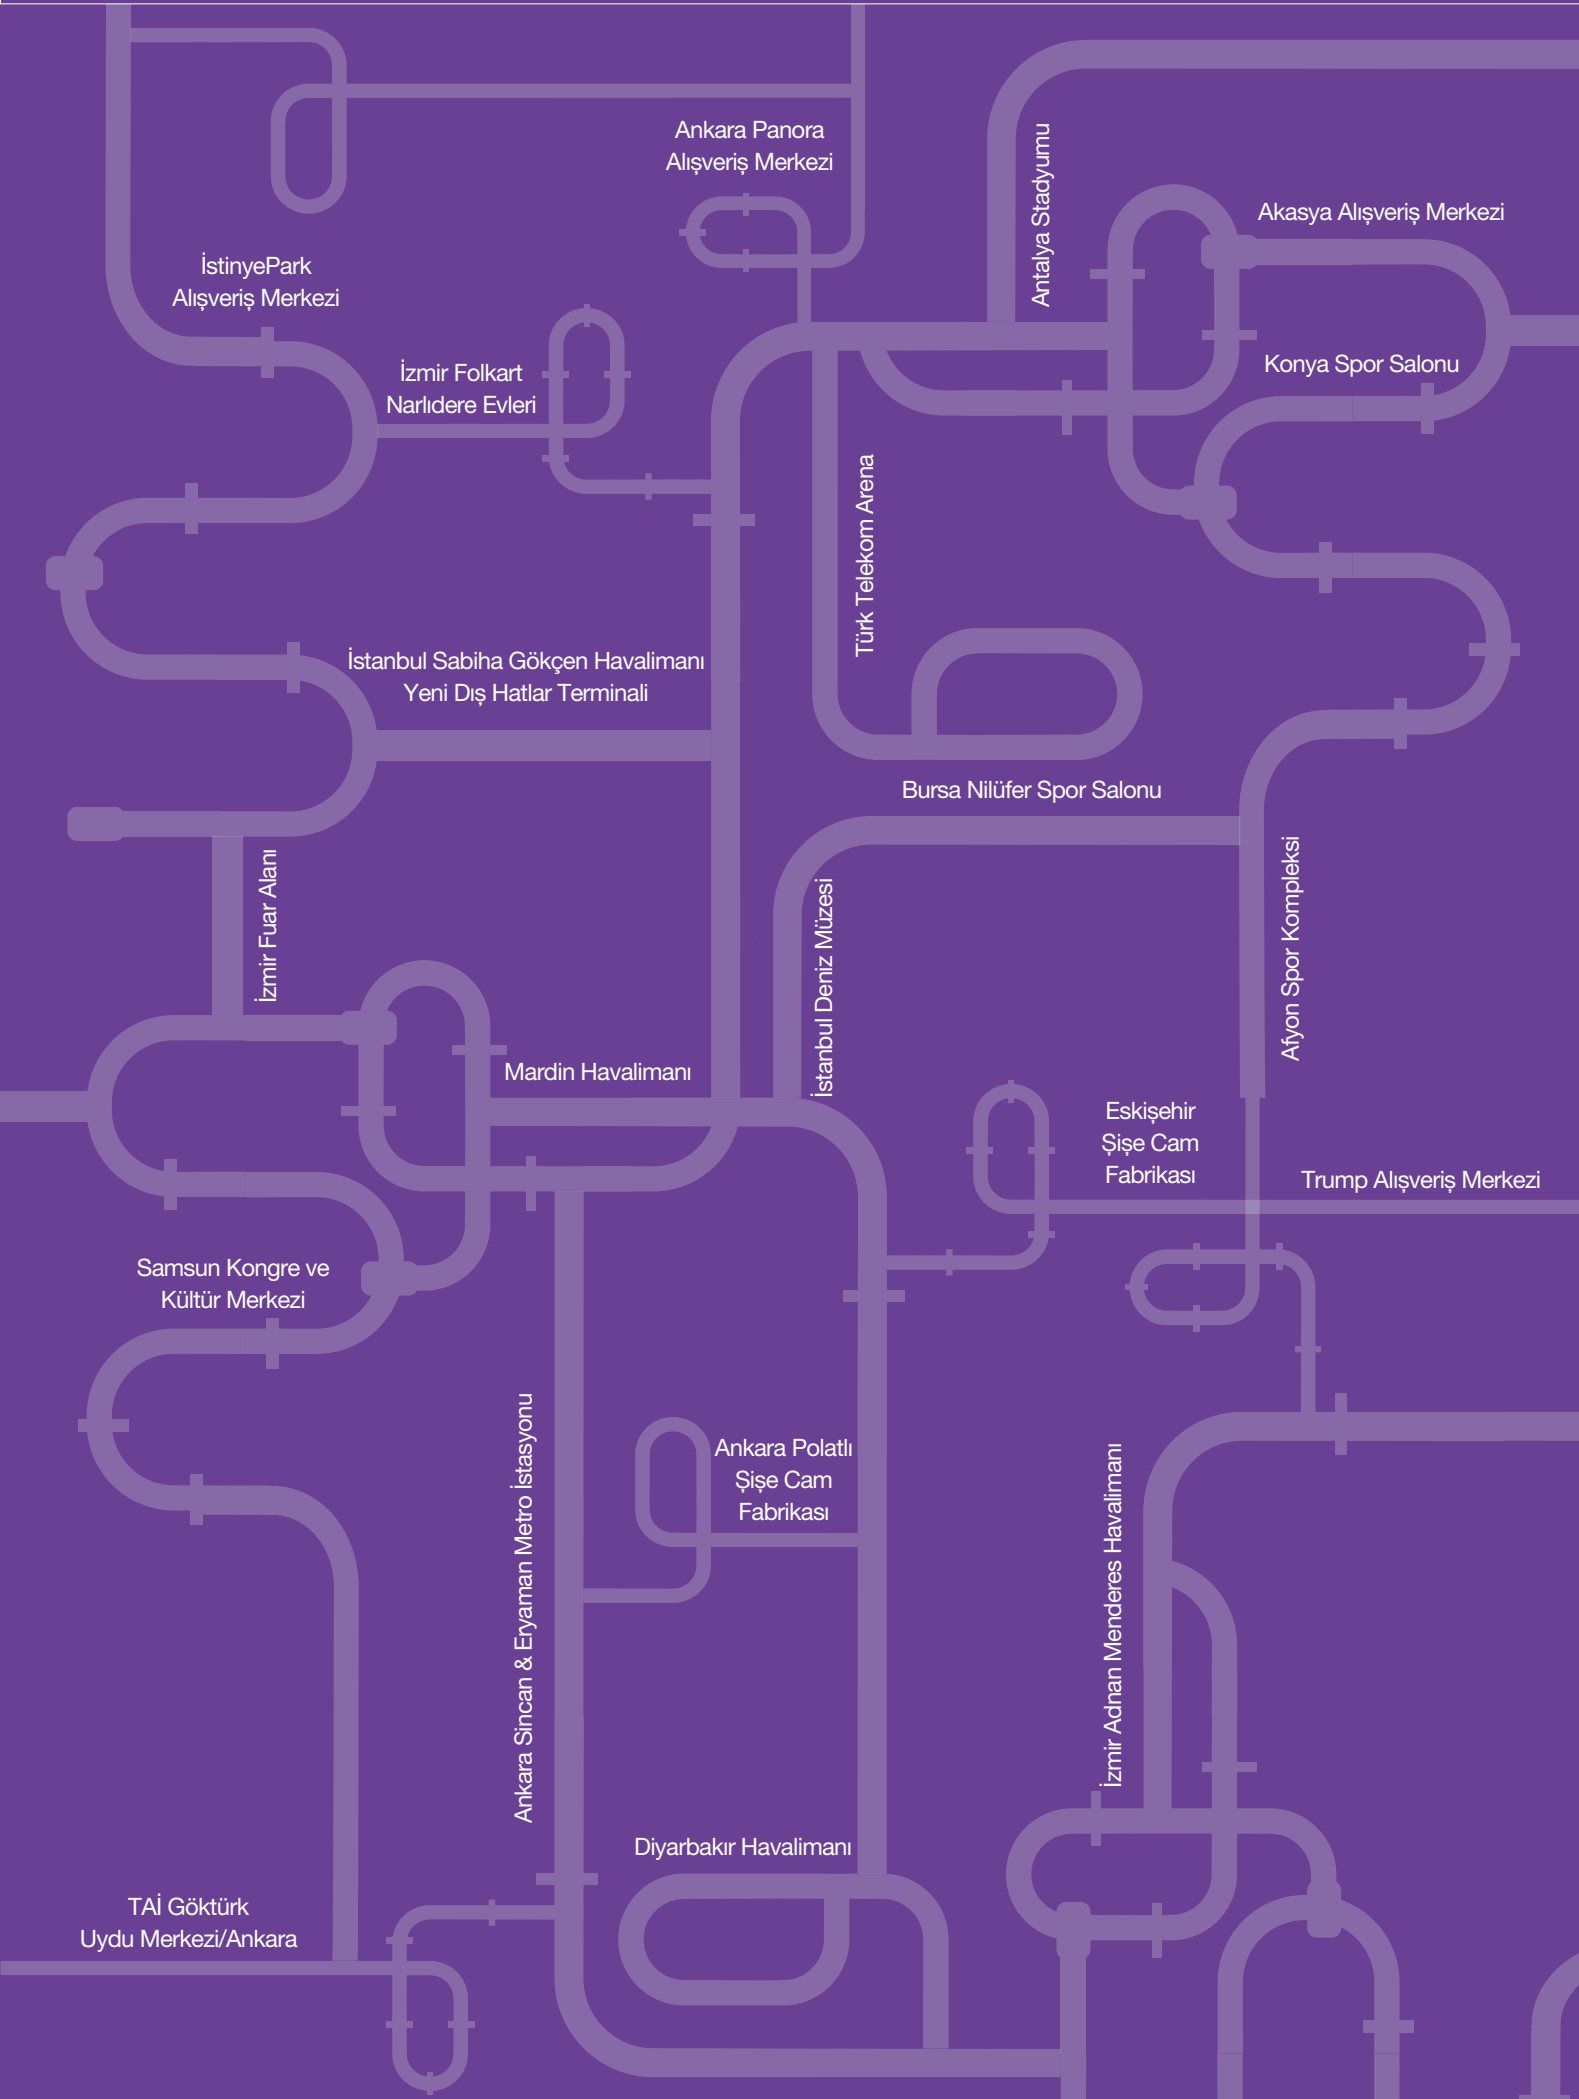 Ankara Panora
Alışveriş Merkezi
Antalya Stadyumu
Akasya Alışveriş Merkezi
İstinyePark
Alışveriş Merkezi
İzmir Folkart
Narlıdere Evleri
Konya Spor Salonu
Türk Telekom Arena
İstanbul Sabiha Gökçen Havalimanı
Yeni Dış Hatlar Terminali
Bursa Nilüfer Spor Salonu
İzmir Fuar Alanı
İstanbul Deniz Müzesi
Afyon Spor Kompleksi
Mardin Havalimanı
Eskişehir
Şişe Cam
Fabrikası
Trump Alışveriş Merkezi
Samsun Kongre ve
Kültür Merkezi
Ankara Sincan & Eryaman Metro İstasyonu
Ankara Polatlı
Şişe Cam
Fabrikası
İzmir Adnan Menderes Havalimanı
Diyarbakır Havalimanı
TAİ Göktürk
Uydu Merkezi/Ankara